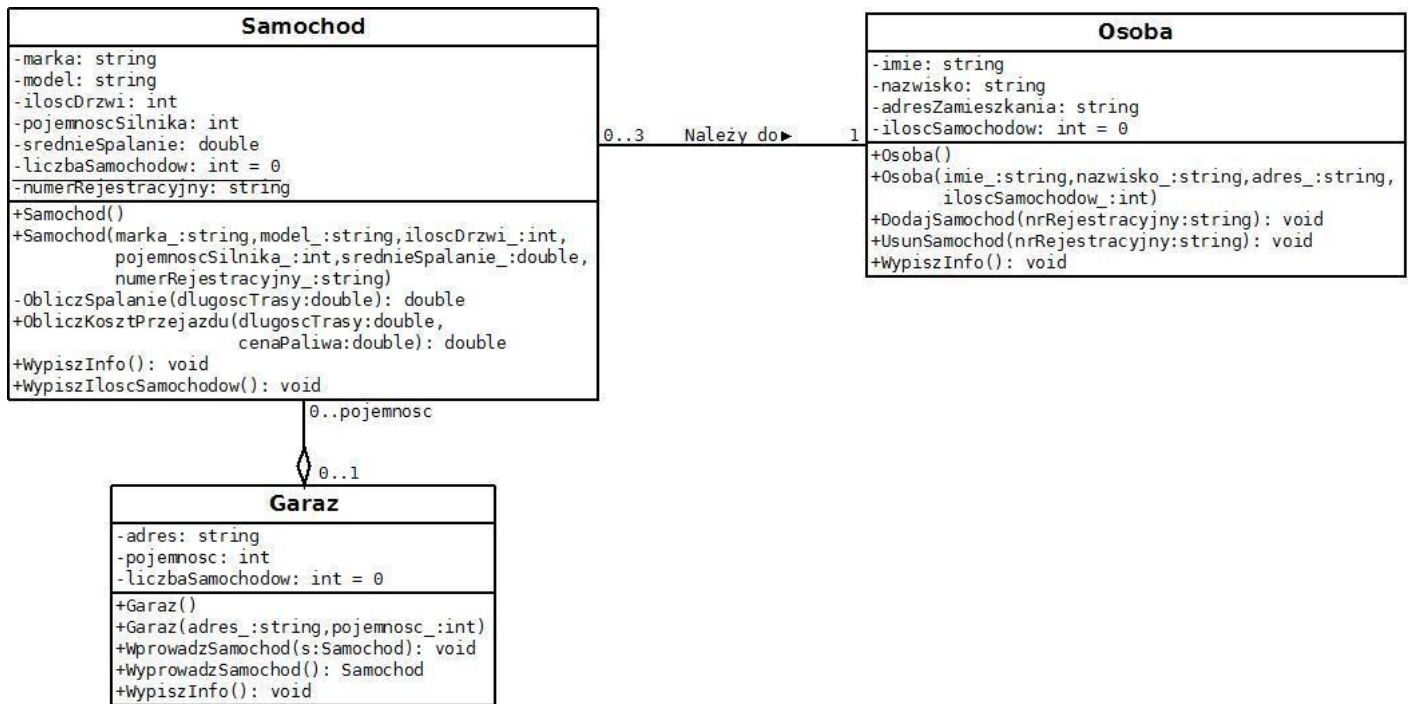 Samochod
-marka: string
-model: string
-iloscDrzwi: int
-pojemnoscSilnika: int
-srednieSpalanie: double
-liczbaSamochodow: int = 0
-numerRejestracyjny: string
+Samochod()
+Samochod(marka_:string,model_:string,iloscDrzwi_:int,
pojemnoscSilnika_:int,srednieSpalanie_:double,
numerRejestracyjny_:string)
-ObliczSpalanie(dlugoscTrasy:double): double
+ObliczKosztPrzejazdu(dlugoscTrasy:double,
cenaPaliwa:double): double
+WypiszInfo(): void
+WypiszIloscSamochodow(): void
0..3 Należy do► 1
Osoba
-imie: string
-nazwisko: string
-adresZamieszkania: string
-iloscSamochodow: int = 0
+Osoba()
+Osoba(imie_:string,nazwisko_:string,adres_:string,
iloscSamochodow_:int)
+DodajSamochod(nrRejestracyjny:string): void
+UsunSamochod(nrRejestracyjny:string): void
+WypiszInfo(): void
0..pojemnosc
0..1
Garaz
-adres: string
-pojemnosc: int
-liczbaSamochodow: int = 0
+Garaz()
+Garaz(adres_:string,pojemnosc_:int)
+WprowadzSamochod(s:Samochod): void
+WyprowadzSamochod(): Samochod
+WypiszInfo(): void